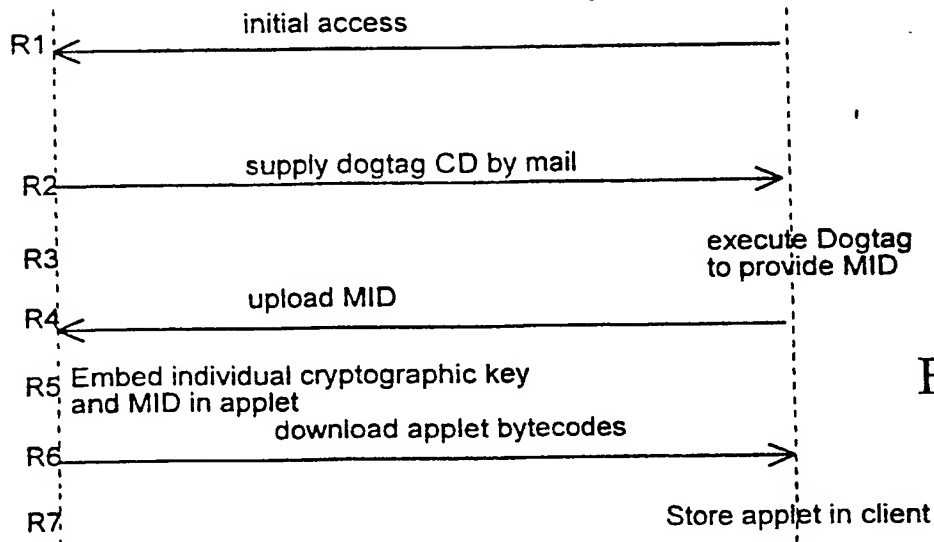 initial access
R1
supply dogtag CD by mail
R2
execute Dogtag
to provide MID
R3
upload MID
R4
R5 Embed individual cryptographic key
and MID in applet
download applet bytecodes
R6
Store applet in client
R7